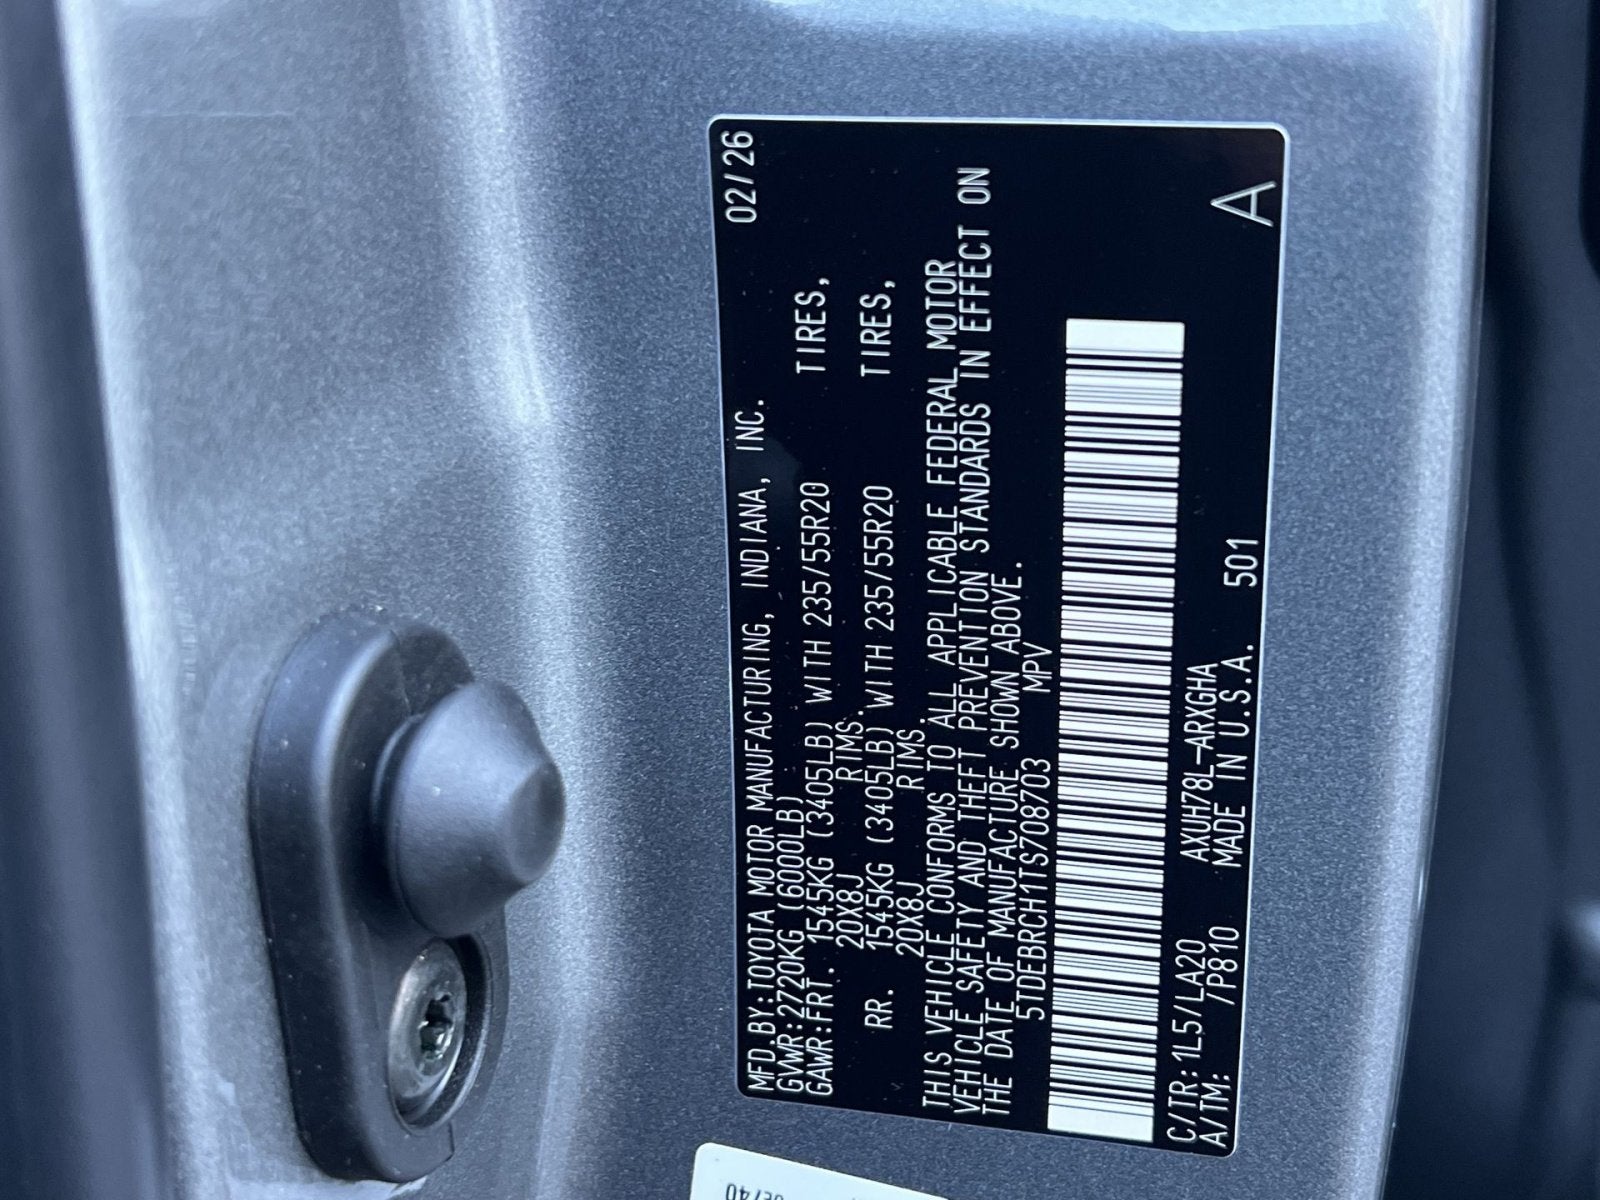 MFD.BY:TOYOTA MOTOR MANUFACTURING, INDIANA, INC. 02/26
GVWR:2720KG (6000LB)
GAWR:FRT. 1545KG (3405LB) WITH 235/55R20 TIRES,
20X8J RIMS.
RR. 1545KG (3405LB) WITH 235/55R20 TIRES,
20X8J RIMS.
THIS VEHICLE CONFORMS TO ALL APPLICABLE FEDERAL MOTOR
VEHICLE SAFETY AND THEFT PREVENTION STANDARDS IN EFFECT ON
THE DATE OF MANUFACTURE SHOWN ABOVE.
5TDEBRCH1TS708703 MPV
C/TR:1L5/LA20 AXUH78L-ARXGHA
A/TM: /P810 MADE IN U.S.A. 501 A